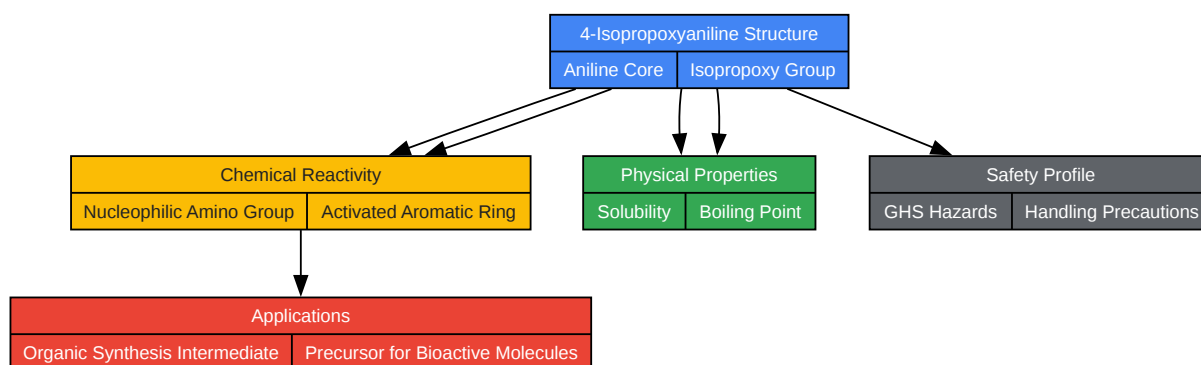 4-Isopropoxyaniline Structure
Aniline Core
Isopropoxy Group
Chemical Reactivity
Nucleophilic Amino Group
Activated Aromatic Ring
Physical Properties
Solubility
Boiling Point
Safety Profile
GHS Hazards
Handling Precautions
Applications
Organic Synthesis Intermediate
Precursor for Bioactive Molecules